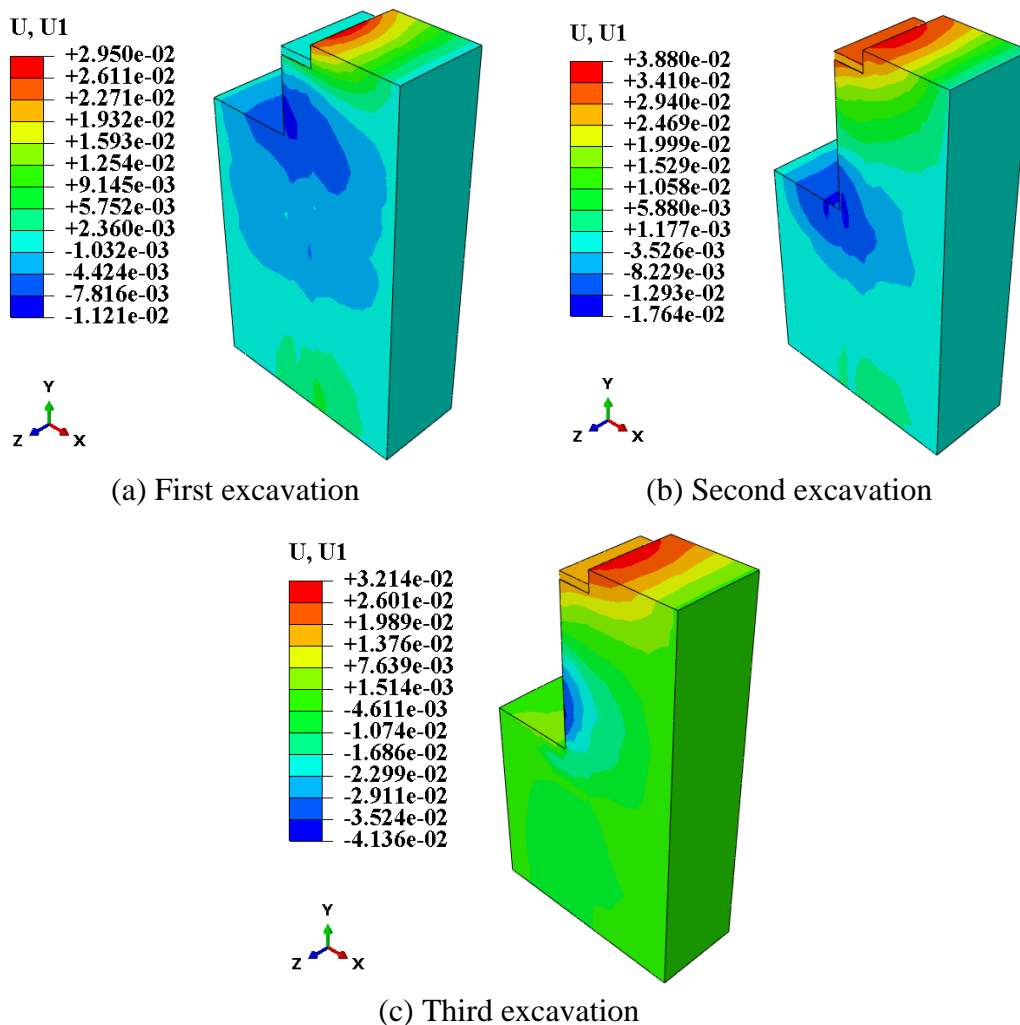 U, U1
+2.950e-02
+2.611e-02
+2.271e-02
+1.932e-02
+1.593e-02
+1.254e-02
+9.145e-03
+5.752e-03
+2.360e-03
-1.032e-03
-4.424e-03
-7.816e-03
-1.121e-02
Y
Z
X
(a) First excavation
U, U1
+3.880e-02
+3.410e-02
+2.940e-02
+2.469e-02
+1.999e-02
+1.529e-02
+1.058e-02
+5.880e-03
+1.177e-03
-3.526e-03
-8.229e-03
-1.293e-02
-1.764e-02
Y
Z
X
(b) Second excavation
U, U1
+3.214e-02
+2.601e-02
+1.989e-02
+1.376e-02
+7.639e-03
+1.514e-03
-4.611e-03
-1.074e-02
-1.686e-02
-2.299e-02
-2.911e-02
-3.524e-02
-4.136e-02
Y
Z
X
(c) Third excavation